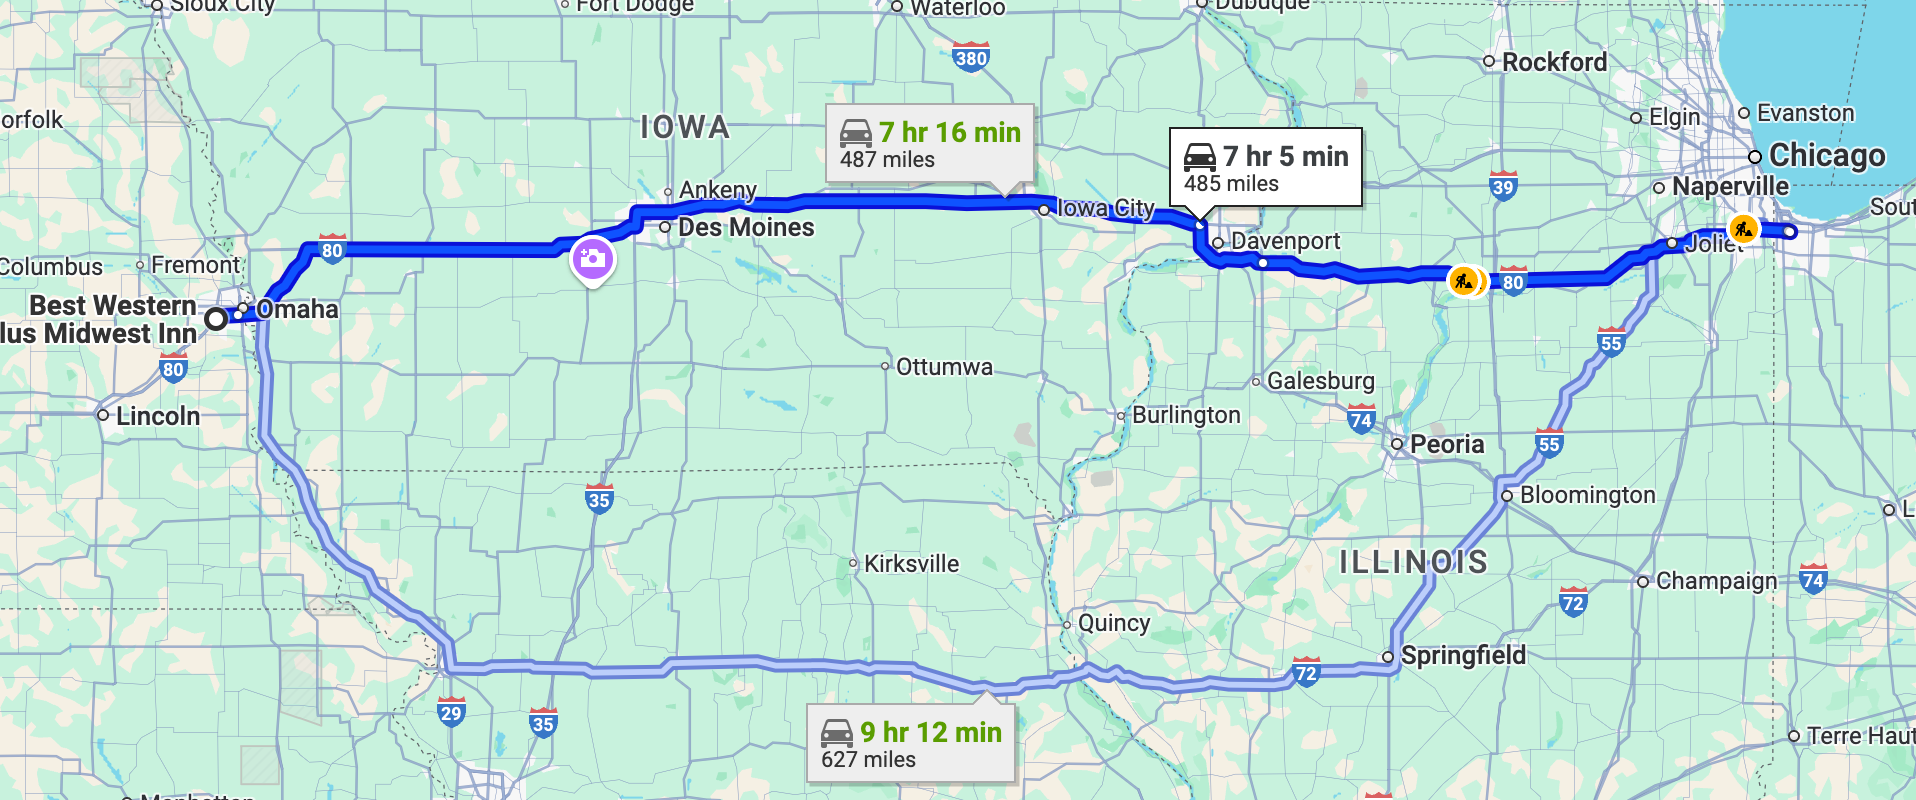 Sioux City
Fort Dodge
Waterloo
Dubuque
380
Rockford
orfolk
IOWA
7 hr 16 min
487 miles
Elgin
Evanston
7 hr 5 min
485 miles
Chicago
39
Naperville
Ankeny
Iowa City
Sout
Des Moines
80
Davenport
Joliet
Columbus
Fremont
80
Best Western
lus Midwest Inn
Omaha
55
80
Ottumwa
Galesburg
Lincoln
Burlington
74
Peoria
55
35
Bloomington
L
Kirksville
ILLINOIS
Champaign
74
72
Quincy
Springfield
72
29
35
9 hr 12 min
627 miles
Terre Haut
Manhattan